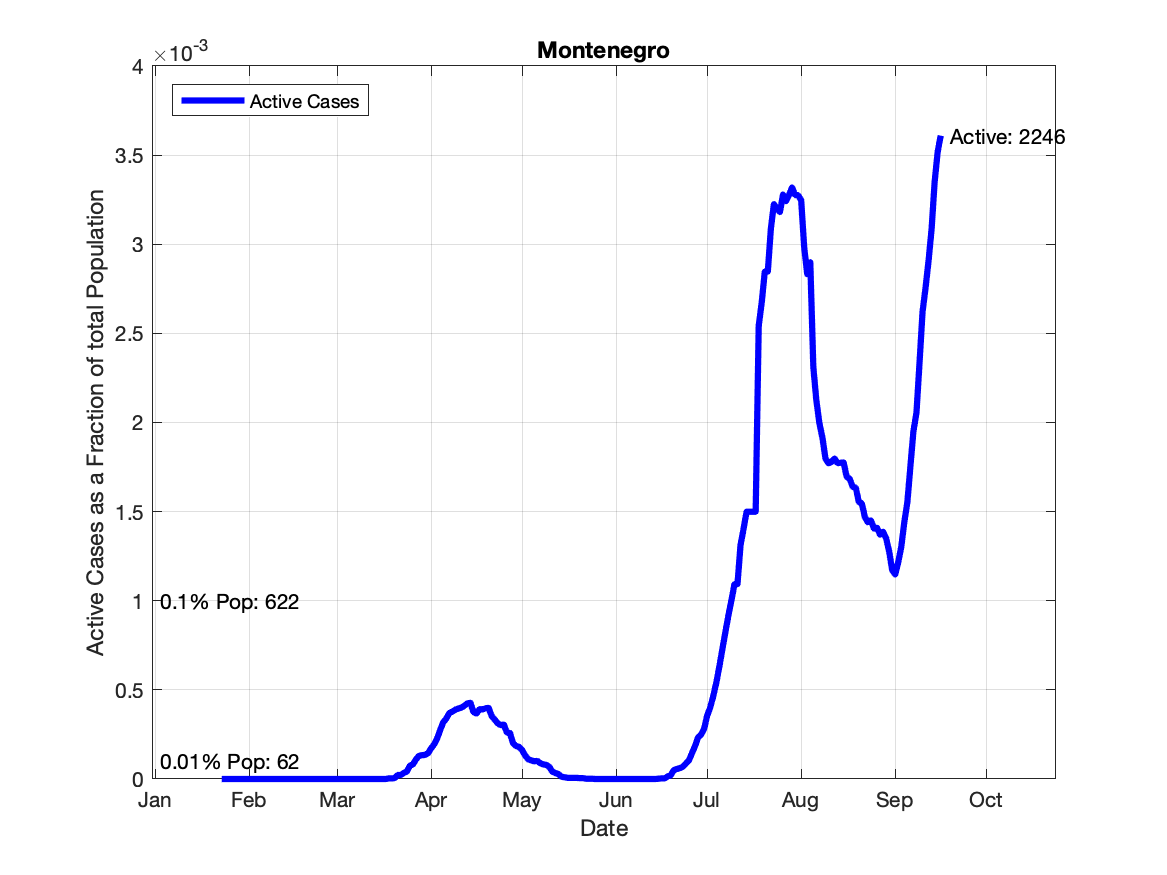 Montenegro
×10-3
4
3.5
3
2.5
2
1.5
1
0.5
0
Active Cases as a Fraction of total Population
Active Cases
Active: 2246
0.1% Pop: 622
0.01% Pop: 62
Jan Feb Mar Apr May Jun Jul Aug Sep Oct
Date